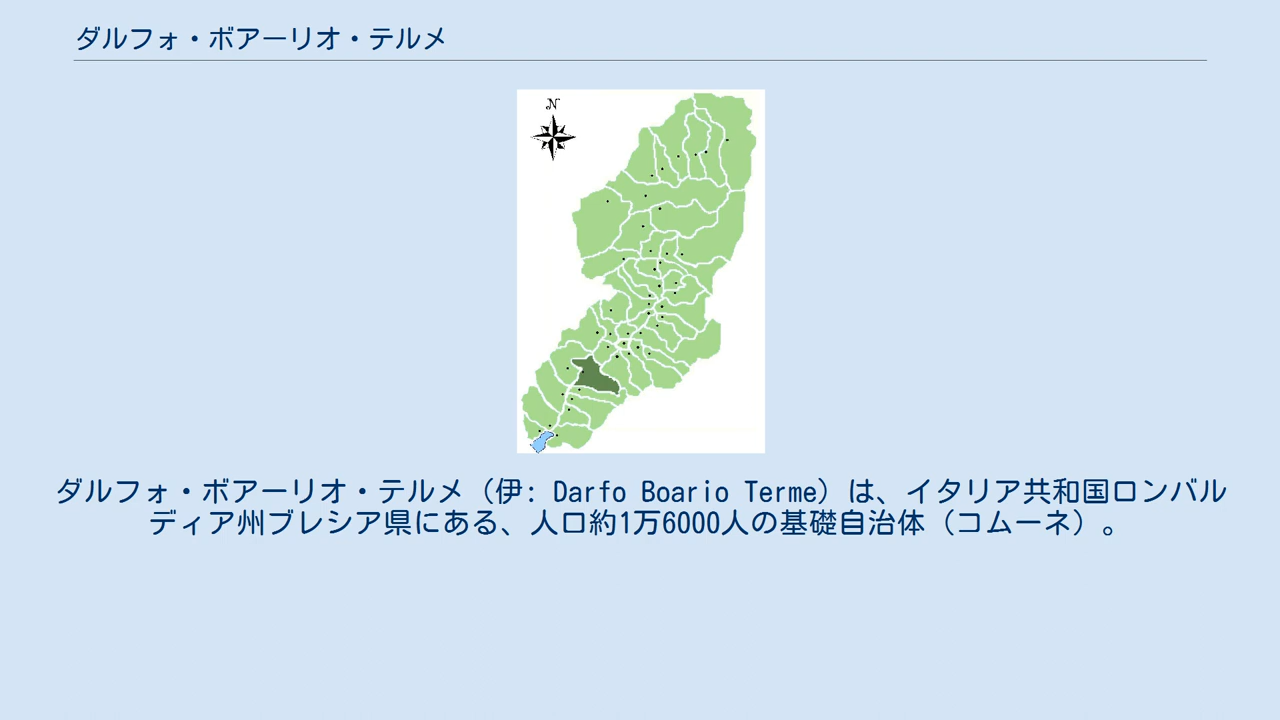 ダルフォ・ボアーリオ・テルメ
N
ダルフォ・ボアーリオ・テルメ（伊: Darfo Boario Terme）は、イタリア共和国ロンバル
ディア州ブレシア県にある、人口約1万6000人の基礎自治体（コムーネ）。